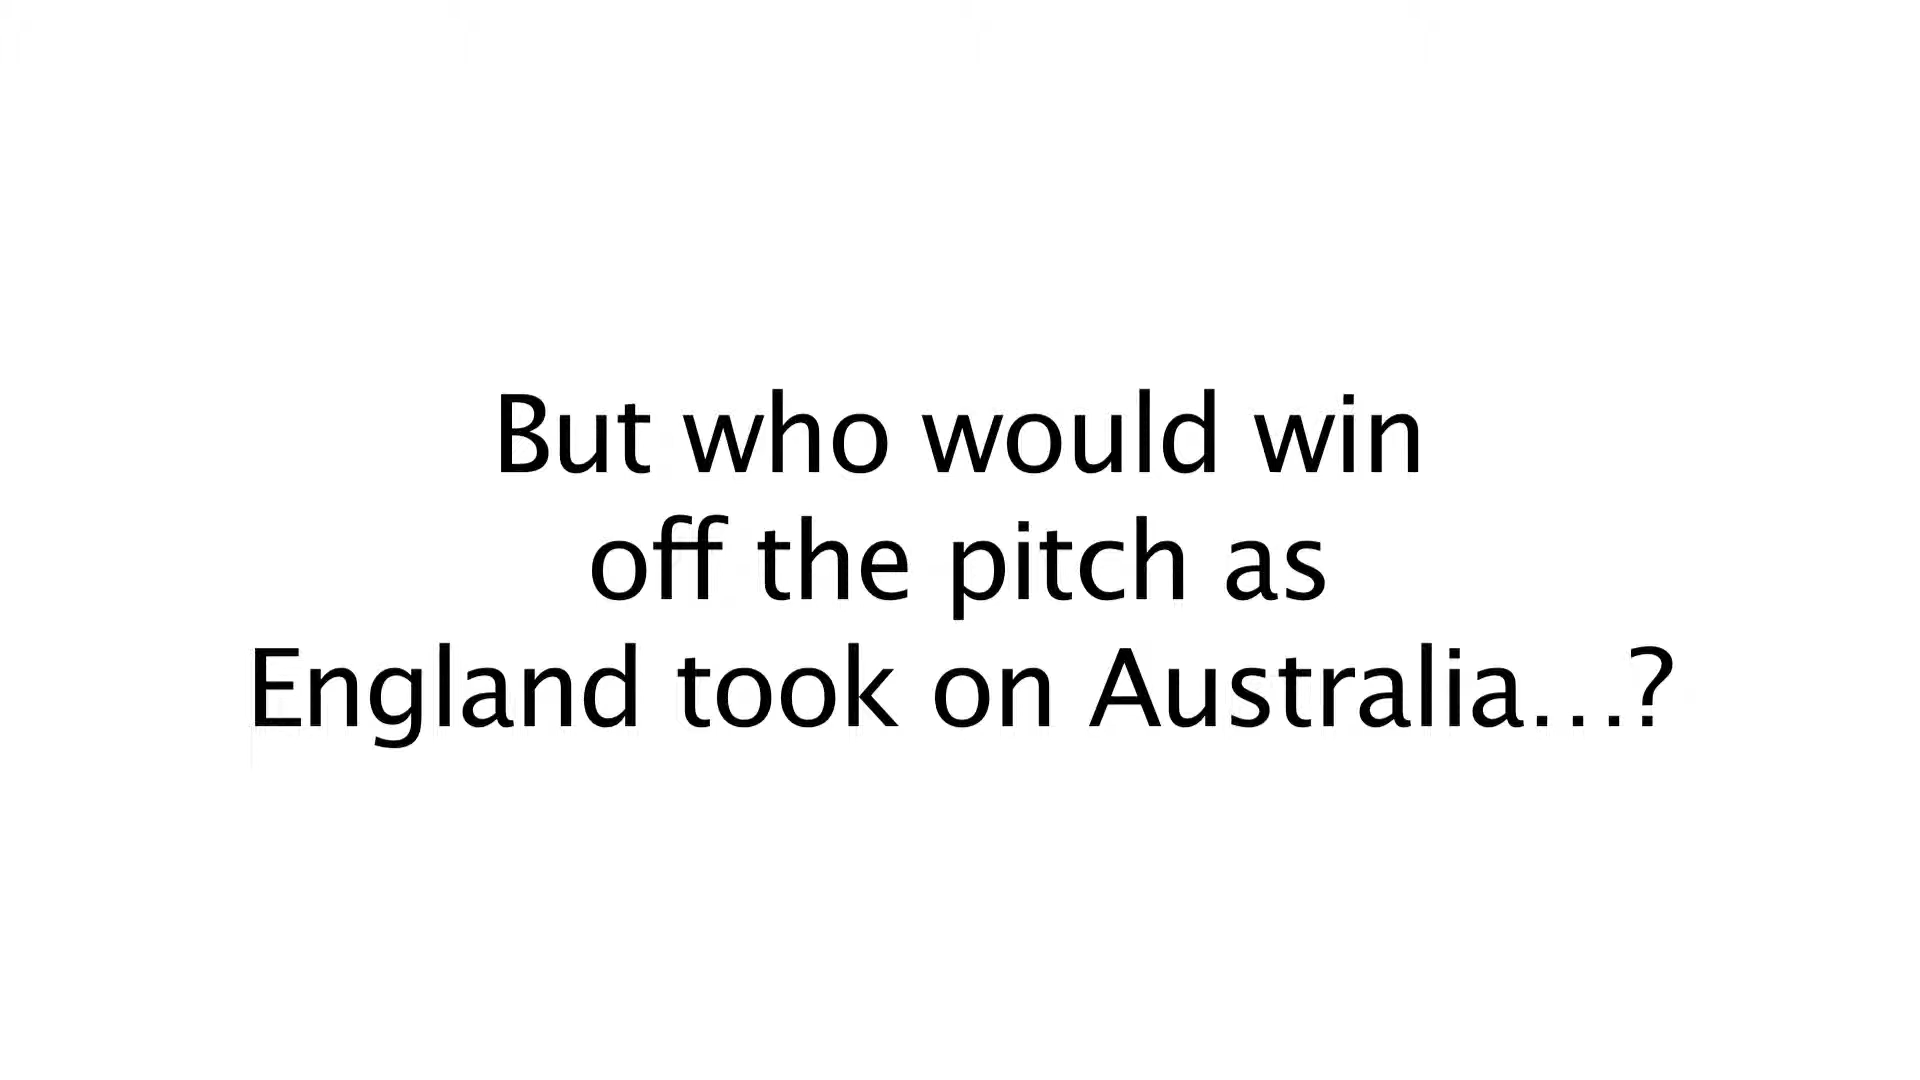 But who would win
off the pitch as
England took on Australia...?